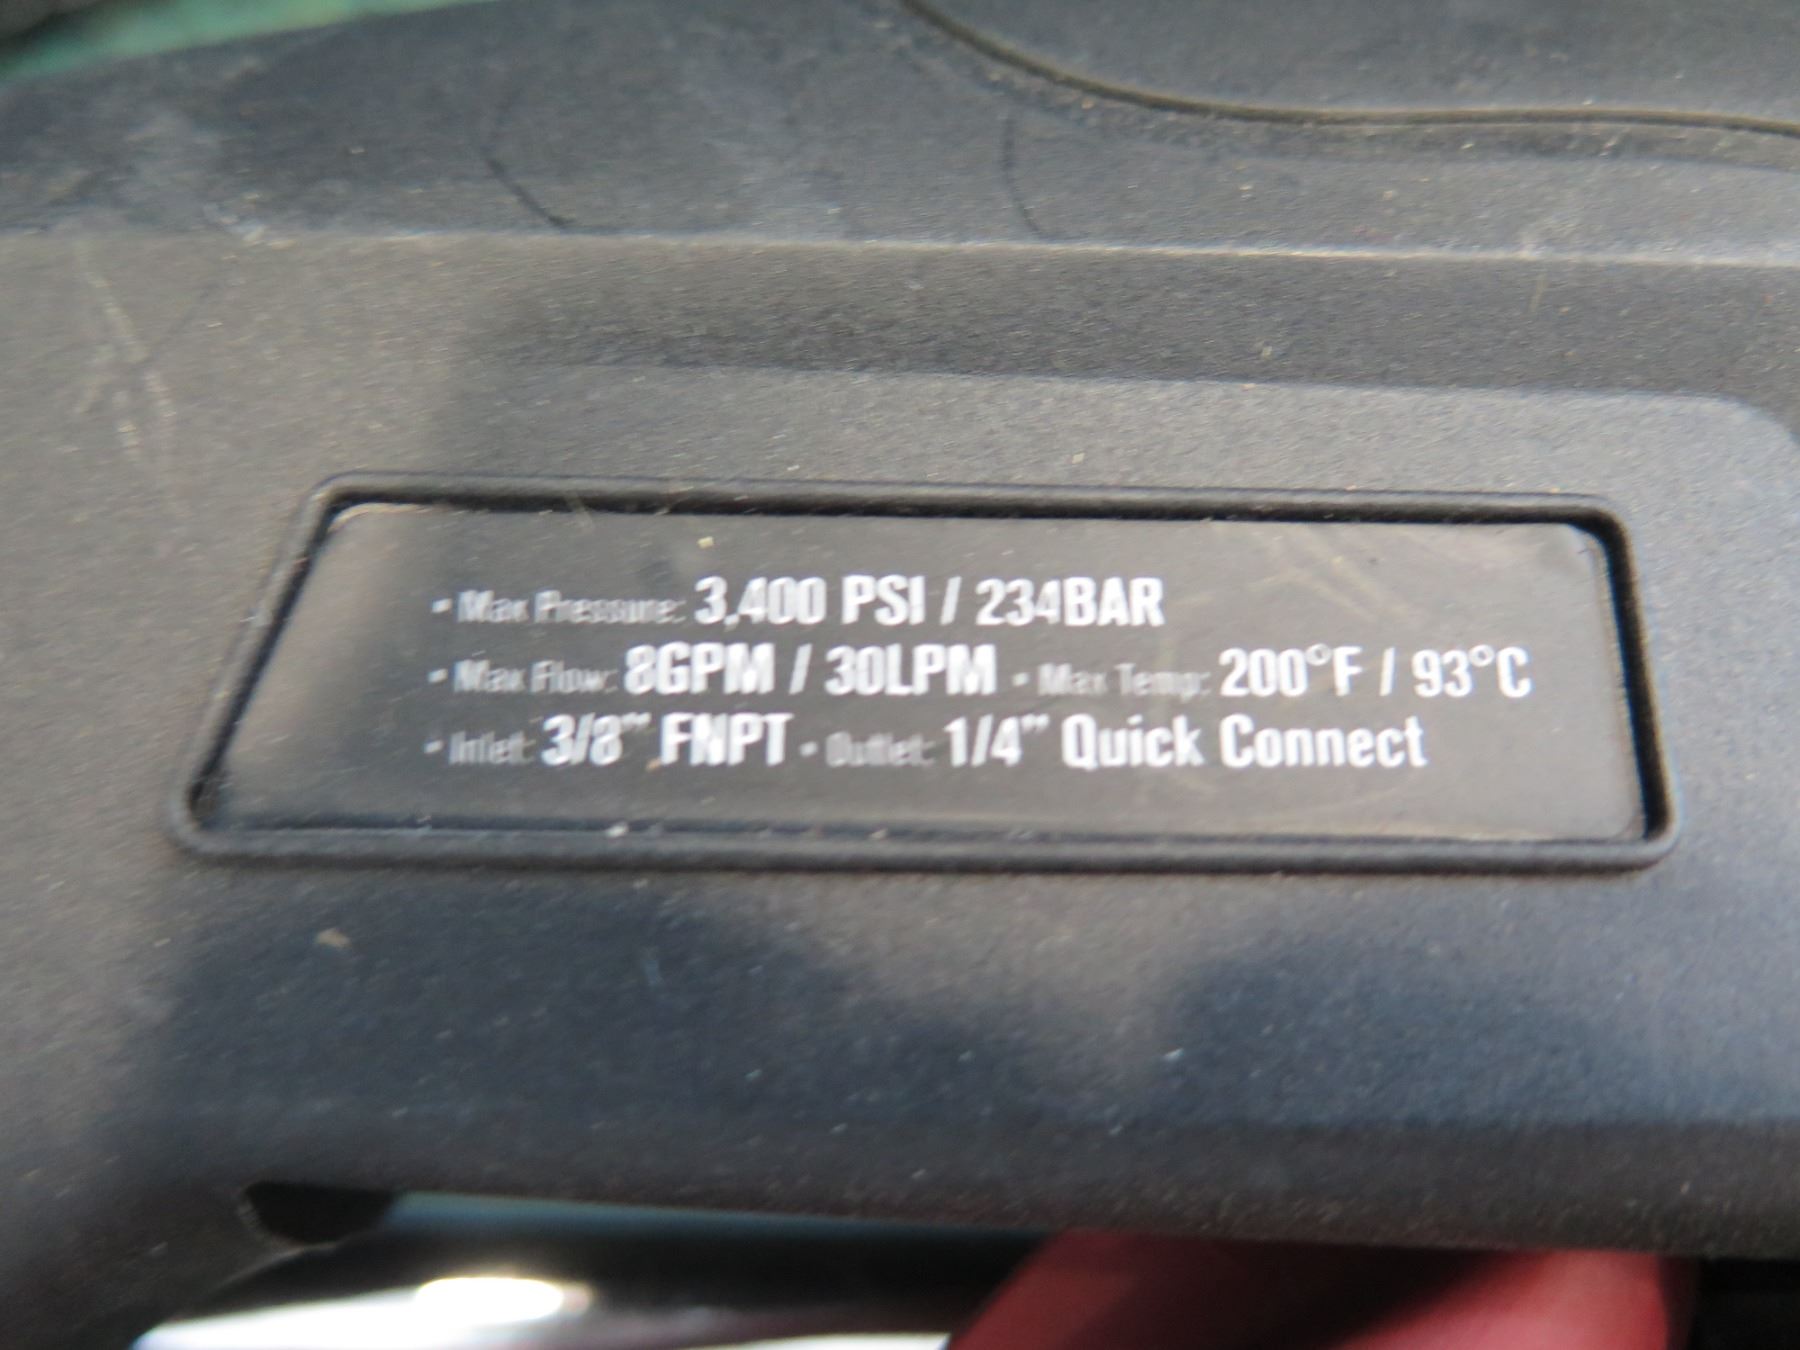 • Max Pressure: 3,400 PSI / 234BAR
• Max Flow: 8GPM / 30LPM • Max Temp: 200°F / 93°C
• Inlet: 3/8” FNPT • Outlet: 1/4” Quick Connect